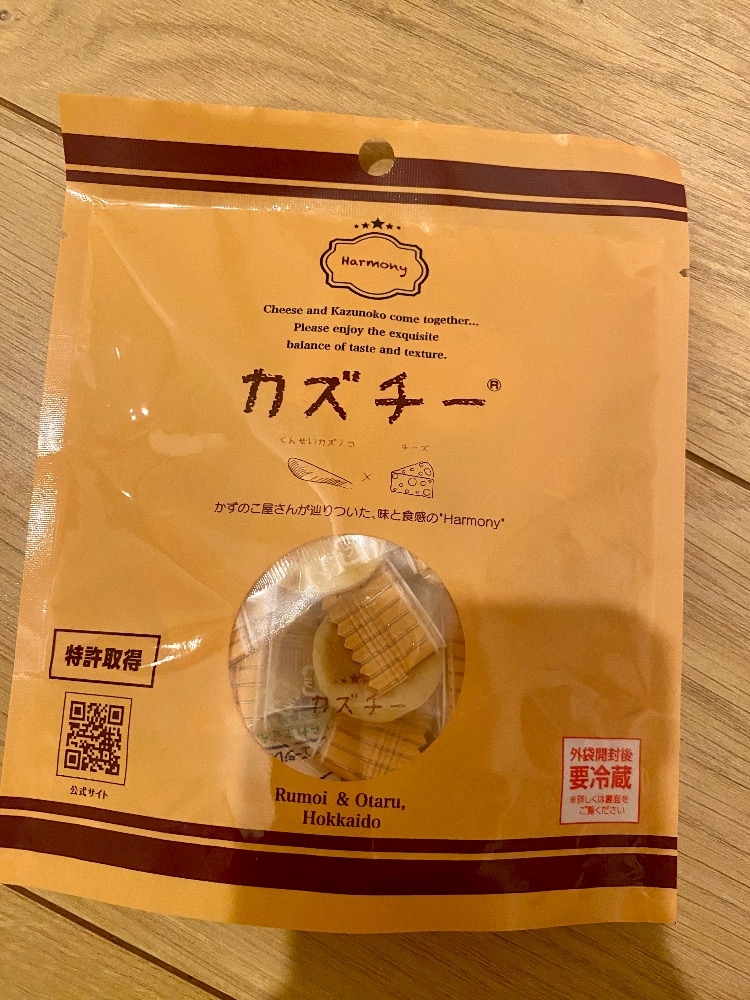 Harmony
Cheese and Kazunoko come together...
Please enjoy the exquisite
balance of taste and texture.
カズチー®
くんせいカズノコ
チーズ
×
かずのこ屋さんが辿りついた、味と食感の"Harmony"
カズチー
特許取得
公式サイト
外袋開封後
要冷蔵
※詳しくは裏面を
ご覧ください
Rumoi & Otaru,
Hokkaido